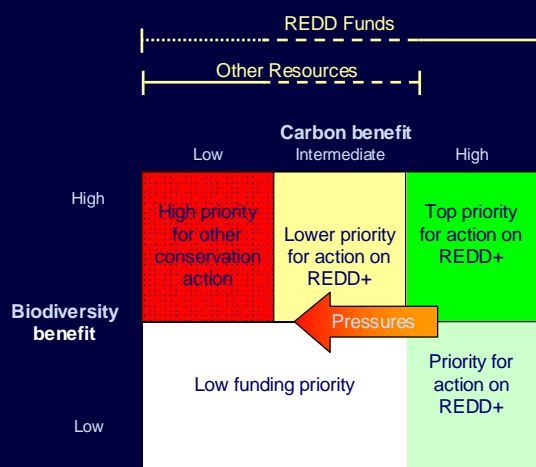 REDD Funds
Other Resources
Carbon benefit
Low
Intermediate
High
High
High priority
for other
conservation
action
Lower priority
for action on
REDD+
Top priority
for action on
REDD+
Biodiversity
benefit
Pressures
Low funding priority
Priority for
action on
REDD+
Low